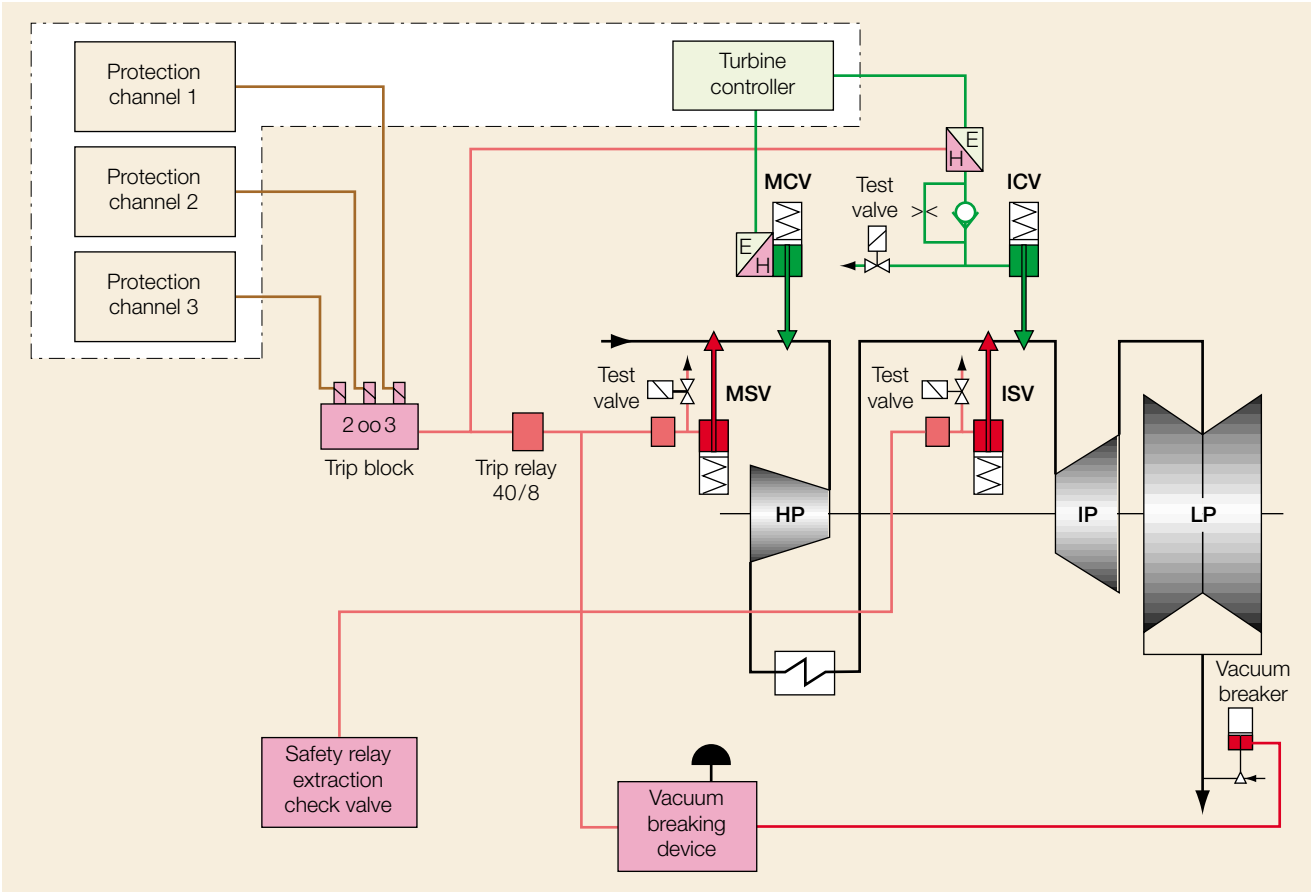 Protection
channel 1
Turbine
controller
Protection
channel 2
Protection
channel 3
E
H
MCV
Test
valve
ICV
E
H
Test
valve
MSV
Test
valve
ISV
2 oo 3
Trip block
Trip relay
40/8
HP
IP
LP
Vacuum
breaker
Safety relay
extraction
check valve
Vacuum
breaking
device